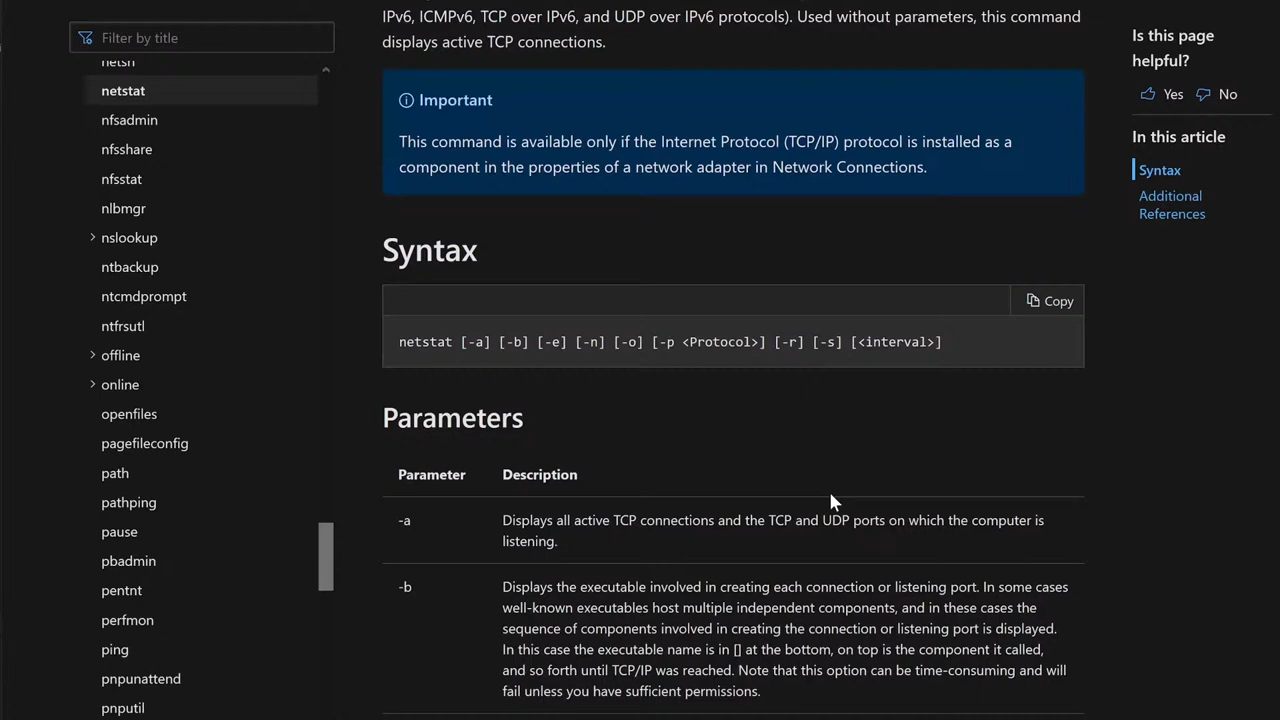 Filter by title
netsh
netstat
nfsadmin
nfsshare
nfsstat
nlbmgr
nslookup
ntbackup
ntcmdprompt
ntfrsutl
offline
online
openfiles
pagefileconfig
path
pathping
pause
pbadmin
pentnt
perfmon
ping
pnpunattend
pnputil
IPv6, ICMPv6, TCP over IPv6, and UDP over IPv6 protocols). Used without parameters, this command
displays active TCP connections.
Important
This command is available only if the Internet Protocol (TCP/IP) protocol is installed as a
component in the properties of a network adapter in Network Connections.
Syntax
Copy
netstat [-a] [-b] [-e] [-n] [-o] [-p <Protocol>] [-r] [-s] [<interval>]
Parameters
Parameter Description
-a Displays all active TCP connections and the TCP and UDP ports on which the computer is
listening.
-b Displays the executable involved in creating each connection or listening port. In some cases
well-known executables host multiple independent components, and in these cases the
sequence of components involved in creating the connection or listening port is displayed.
In this case the executable name is in [] at the bottom, on top is the component it called,
and so forth until TCP/IP was reached. Note that this option can be time-consuming and will
fail unless you have sufficient permissions.
Is this page
helpful?
Yes No
In this article
Syntax
Additional
References